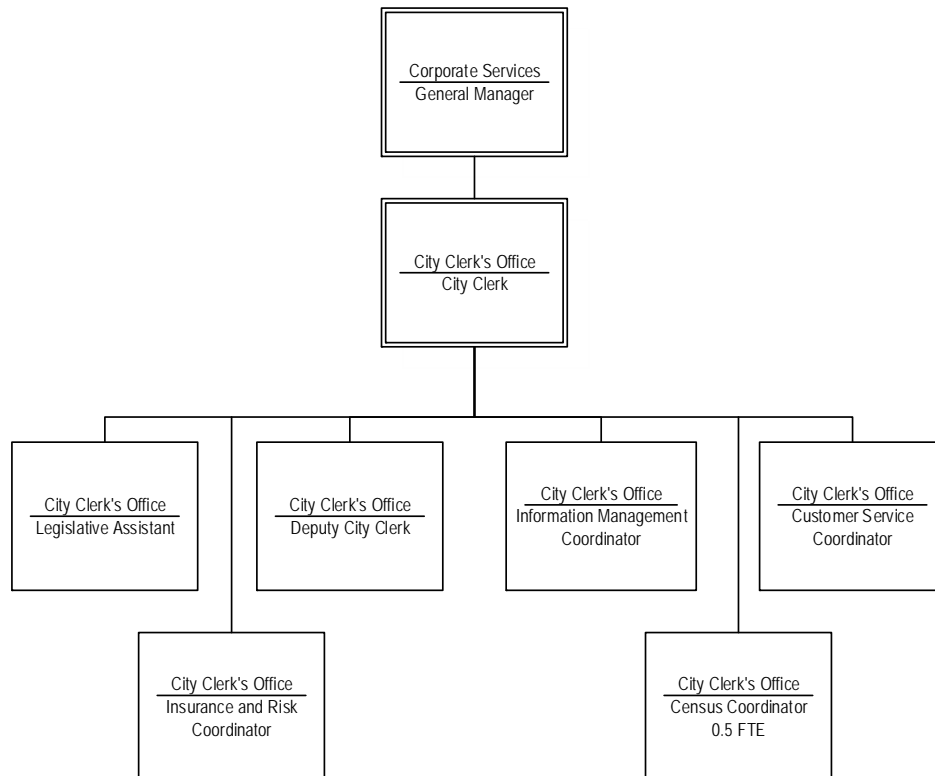 Corporate Services
General Manager
City Clerk's Office
City Clerk
City Clerk's Office
Legislative Assistant
City Clerk's Office
Deputy City Clerk
City Clerk's Office
Information Management
Coordinator
City Clerk's Office
Customer Service
Coordinator
City Clerk's Office
Insurance and Risk
Coordinator
City Clerk's Office
Census Coordinator
0.5 FTE